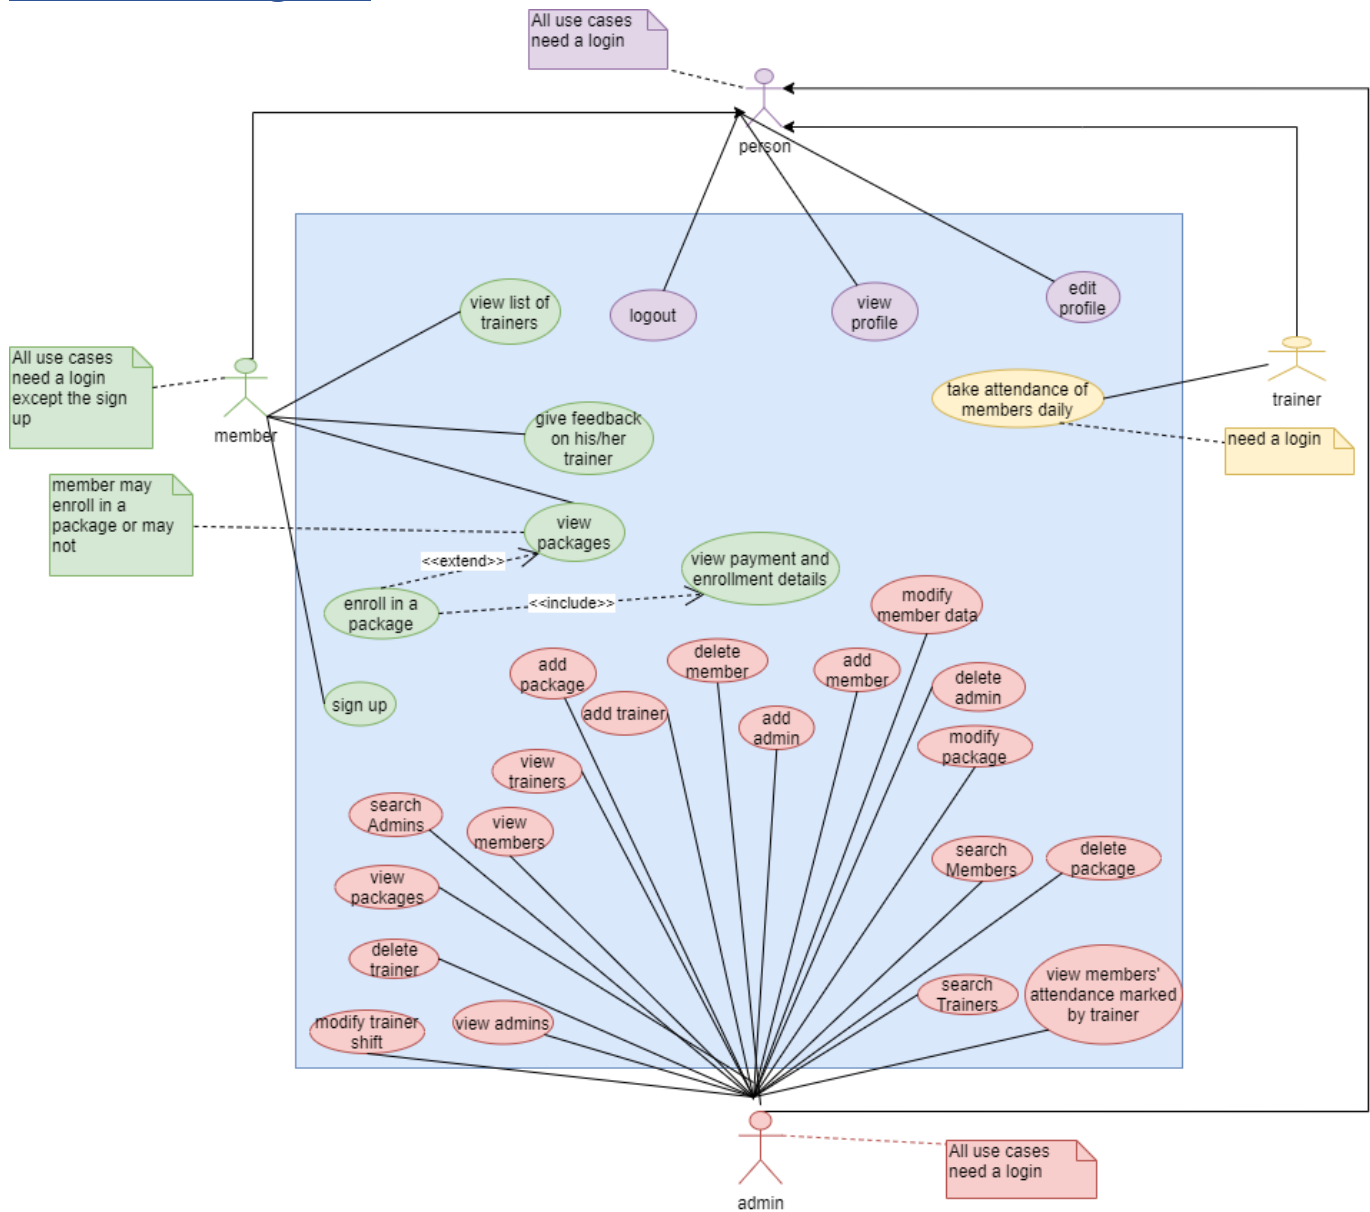 All use cases
need a login
person
view list of
trainers
logout
view
profile
edit
profile
All use cases
need a login
except the sign
up
member
take attendance of
members daily
trainer
need a login
give feedback
on his/her
trainer
member may
enroll in a
package or may
not
view
packages
<<extend>>
view payment and
enrollment details
enroll in a
package
<<include>>
modify
member data
add
package
delete
member
add
member
delete
admin
sign up
add trainer
add
admin
modify
package
view
trainers
search
Admins
view
members
search
Members
delete
package
view
packages
delete
trainer
search
Trainers
view members'
attendance marked
by trainer
modify trainer
shift
view admins
All use cases
need a login
admin